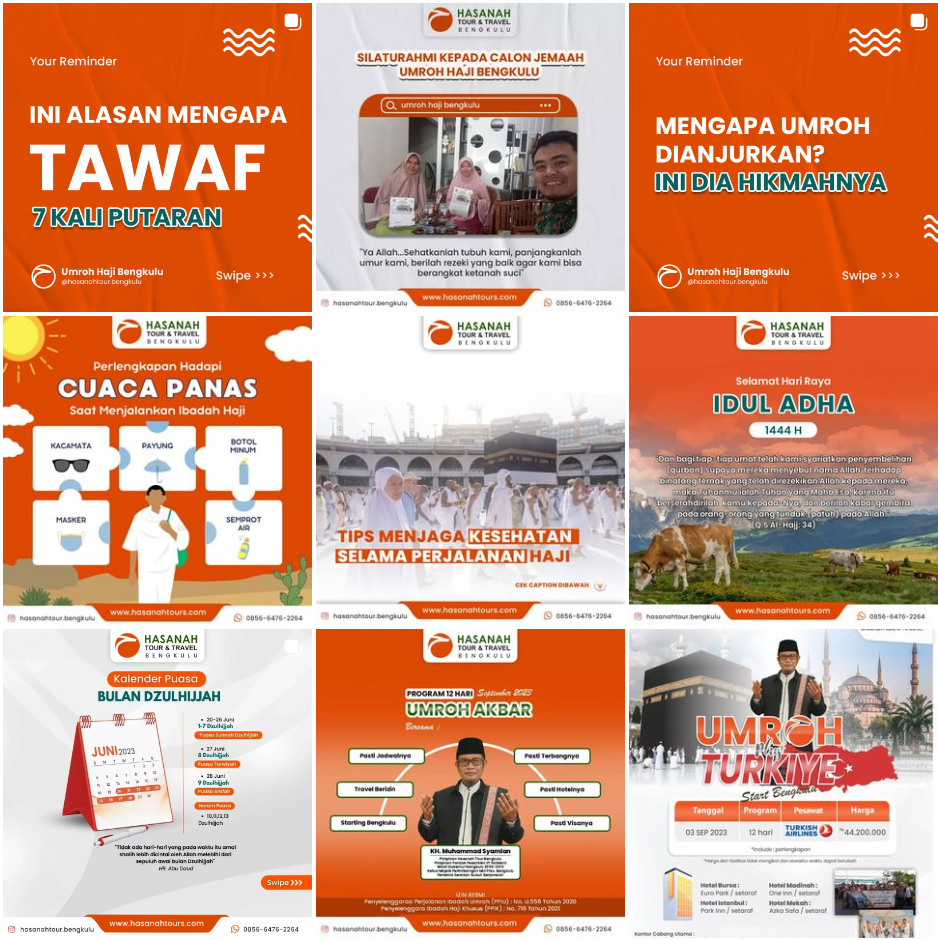 Your Reminder
INI ALASAN MENGAPA
TAWAF
7 KALI PUTARAN
Umroh Haji Bengkulu
@hasanahtour.bengkulu
Swipe >>>
HASANAH
TOUR & TRAVEL
BENGKULU
SILATURAHMI KEPADA CALON JEMAAH
UMROH HAJI BENGKULU
umroh haji bengkulu
"Ya Allah...Sehatkanlah tubuh kami, panjangkanlah
umur kami, berilah rezeki yang baik agar kami bisa
berangkat ketanah suci"
www.hasanahtours.com
hasanahtour.bengkulu
0856-6476-2264
Your Reminder
MENGAPA UMROH
DIANJURKAN?
INI DIA HIKMAHNYA
Umroh Haji Bengkulu
@hasanahtour.bengkulu
Swipe >>>
HASANAH
TOUR & TRAVEL
BENGKULU
Perlengkapan Hadapi
CUACA PANAS
Saat Menjalankan Ibadah Haji
KACAMATA
PAYUNG
BOTOL
MINUM
MASKER
SEMPROT
AIR
www.hasanahtours.com
hasanahtour.bengkulu
0856-6476-2264
HASANAH
TOUR & TRAVEL
BENGKULU
TIPS MENJAGA KESEHATAN
SELAMA PERJALANAN HAJI
CEK CAPTION DIBAWAH
www.hasanahtours.com
hasanahtour.bengkulu
0856-6476-2264
HASANAH
TOUR & TRAVEL
BENGKULU
Selamat Hari Raya
IDUL ADHA
1444 H
"Dan bagi tiap-tiap umat telah kami syariatkan penyembelihan
(qurban), supaya mereka menyebut nama Allah terhadap
binatang ternak yang telah direzekikan Allah kepada mereka,
maka Tuhanmu ialah Tuhan yang Maha Esa, karena itu
berserahdirilah kamu kepada-Nya, dan berilah kabar gembira
pada orang-orang yang tunduk (patuh) pada Allah..."
(Q.S Al-Hajj: 34)
www.hasanahtours.com
hasanahtour.bengkulu
0856-6476-2264
HASANAH
TOUR & TRAVEL
BENGKULU
Kalender Puasa
BULAN DZULHIJJAH
JUNI 2023
20-26 Juni
1-7 Dzulhijjah
Puasa Sunnah Dzulhijjah
27 Juni
8 Dzulhijjah
Puasa Tarwiyah
28 Juni
9 Dzulhijjah
Puasa Arafah
Haram Puasa
10,11,12,13
Dzulhijjah
"Tidak ada hari-hari yang pada waktu itu amal
shalih lebih dicintai oleh Allah melebihi dari
sepuluh awal bulan Dzulhijjah"
HR. Abu Daud
Swipe >>>
www.hasanahtours.com
hasanahtour.bengkulu
0856-6476-2264
HASANAH
TOUR & TRAVEL
BENGKULU
PROGRAM 12 HARI September 2023
UMROH AKBAR
Bersama :
Pasti Jadwalnya
Pasti Terbangnya
Travel Berizin
Pasti Hotelnya
Starting Bengkulu
Pasti Visanya
KH. Muhammad Syamlan
IZIN RESMI
Penyelenggaraa Perjalanan Ibadah Umroh (PPIU) : No. U.556 Tahun 2020
Penyelenggara Ibadah Haji Khusus (PPIK) : No. 716 Tahun 2021
www.hasanahtours.com
hasanahtour.bengkulu
0856-6476-2264
UMROH
TURKIYE
Start Bengkulu
Tanggal Program Pesawat Harga
03 SEP 2023 12 hari TURKISH AIRLINES Rp 44.200.000
*Include : perlengkapan
*Harga dan fasilitas tidak mengikat dan sewaktu waktu dapat berubah
Hotel Bursa :
Euro Park / setaraf
Hotel Madinah :
One Inn / setaraf
Hotel Istanbul :
Park Inn / setaraf
Hotel Mekah :
Azka Safa / setaraf
Kantor Cabang Utama :